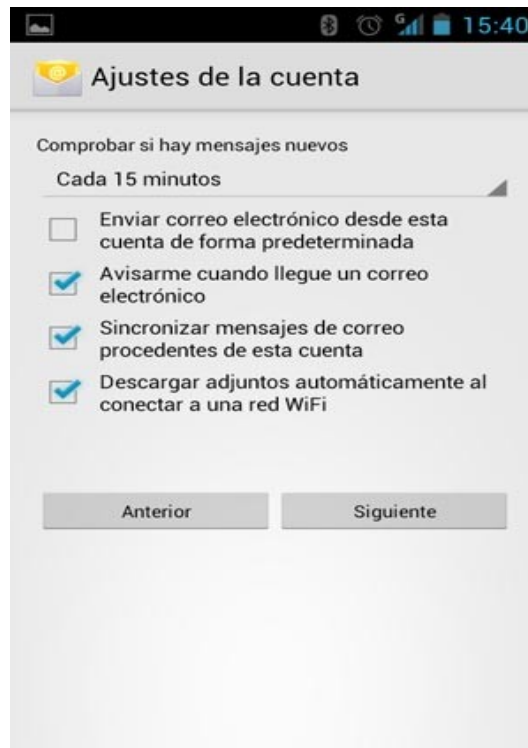 G 15:40
Ajustes de la cuenta
Comprobar si hay mensajes nuevos
Cada 15 minutos
Enviar correo electrónico desde esta
cuenta de forma predeterminada
Avisarme cuando llegue un correo
electrónico
Sincronizar mensajes de correo
procedentes de esta cuenta
Descargar adjuntos automáticamente al
conectar a una red WiFi
Anterior Siguiente